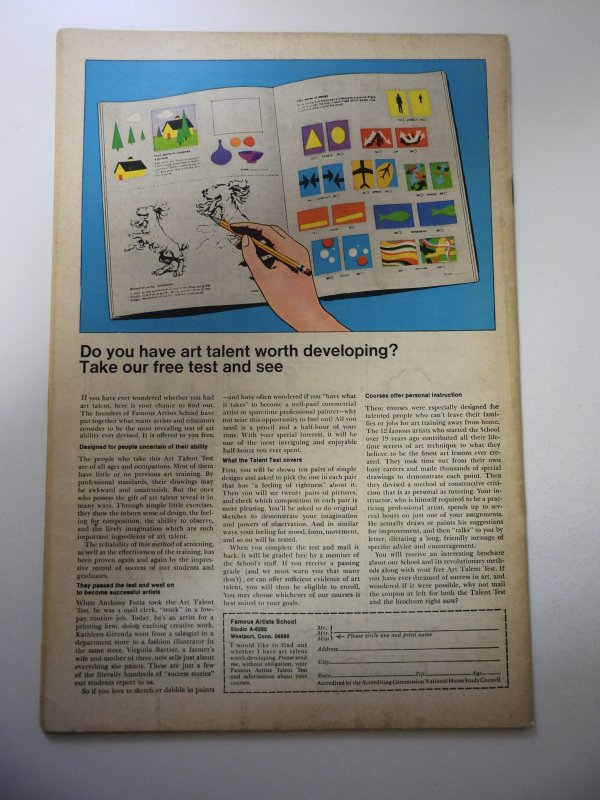 Do you have art talent worth developing?
Take our free test and see
If you have ever wondered whether you had
art talent, here is your chance to find out.
The founders of Famous Artists School have
put together what many artists and educators
consider to be the most revealing test of art
ability ever devised. It is offered to you free.
Designed for people uncertain of their ability
The people who take this Art Talent Test
are of all ages and occupations. Most of them
have little or no previous art training. By
professional standards, their drawings may
be awkward and amateurish. But the ones
who possess the gift of art talent reveal it in
many ways. Through simple little exercises,
they show the inborn sense of design, the feel-
ing for composition, the ability to observe,
and the lively imagination which are such
important ingredients of art talent.
The reliability of this method of screening,
as well as the effectiveness of the training, has
been proven again and again by the impres-
sive record of success of our students and
graduates.
They passed the test and went on
to become successful artists
When Anthony Foria took the Art Talent
Test, he was a mail clerk, "stuck" in a low-
pay routine job. Today, he's an artist for a
printing firm, doing exciting creative work.
Kathleen Gironda went from a salesgirl in a
department store to a fashion illustrator in
the same store. Virginia Bartter, a farmer's
wife and mother of three, now sells just about
everything she paints. These are just a few
of the literally hundreds of "success stories"
our students report to us.
So if you love to sketch or dabble in paints
—and have often wondered if you "have what
it takes" to become a well-paid commercial
artist or sparetime professional painter—why
not seize this opportunity to find out? All you
need is a pencil and a half-hour of your
time. With your special interest, it will be
one of the most intriguing and enjoyable
half-hours you ever spent.
What the Talent Test covers
First, you will be shown ten pairs of simple
designs and asked to pick the one in each pair
that has "a feeling of rightness" about it.
Then you will see twenty pairs of pictures,
and check which composition in each pair is
more pleasing. You'll be asked to do original
sketches to demonstrate your imagination
and powers of observation. And in similar
ways, your feeling for mood, form, movement,
and so on will be tested.
When you complete the test and mail it
back, it will be graded free by a member of
the School's staff. If you receive a passing
grade (and we must warn you that many
don't), or can offer sufficient evidence of art
talent, you will then be eligible to enroll.
You may choose whichever of our courses is
best suited to your goals.
Courses offer personal instruction
These courses were especially designed for
talented people who can't leave their fami-
lies or jobs for art training away from home.
The 12 famous artists who started the School
over 19 years ago contributed all their life-
time secrets of art technique to what they
believe to be the finest art lessons ever cre-
ated. They took time out from their own
busy careers and made thousands of special
drawings to demonstrate each point. Then
they devised a method of constructive criti-
cism that is as personal as tutoring. Your in-
structor, who is himself required to be a prac-
ticing professional artist, spends up to sev-
eral hours on just one of your assignments.
He actually draws or paints his suggestions
for improvement, and then "talks" to you by
letter, dictating a long, friendly message of
specific advice and encouragement.
You will receive an interesting brochure
about our School and its revolutionary meth-
ods along with your free Art Talent Test. If
you have ever dreamed of success in art, and
wondered if it were possible, why not mail
the coupon at left for both the Talent Test
and the brochure right now?
Famous Artists School
Studio A-6260
Westport, Conn. 06880
I would like to find out
whether I have art talent
worth developing. Please send
me, without obligation, your
Famous Artists Talent Test
and information about your
courses.
Mr.
Mrs.
Miss
Please circle one and print name
Address
City
State Zip Age
Accredited by the Accrediting Commission National Home Study Council